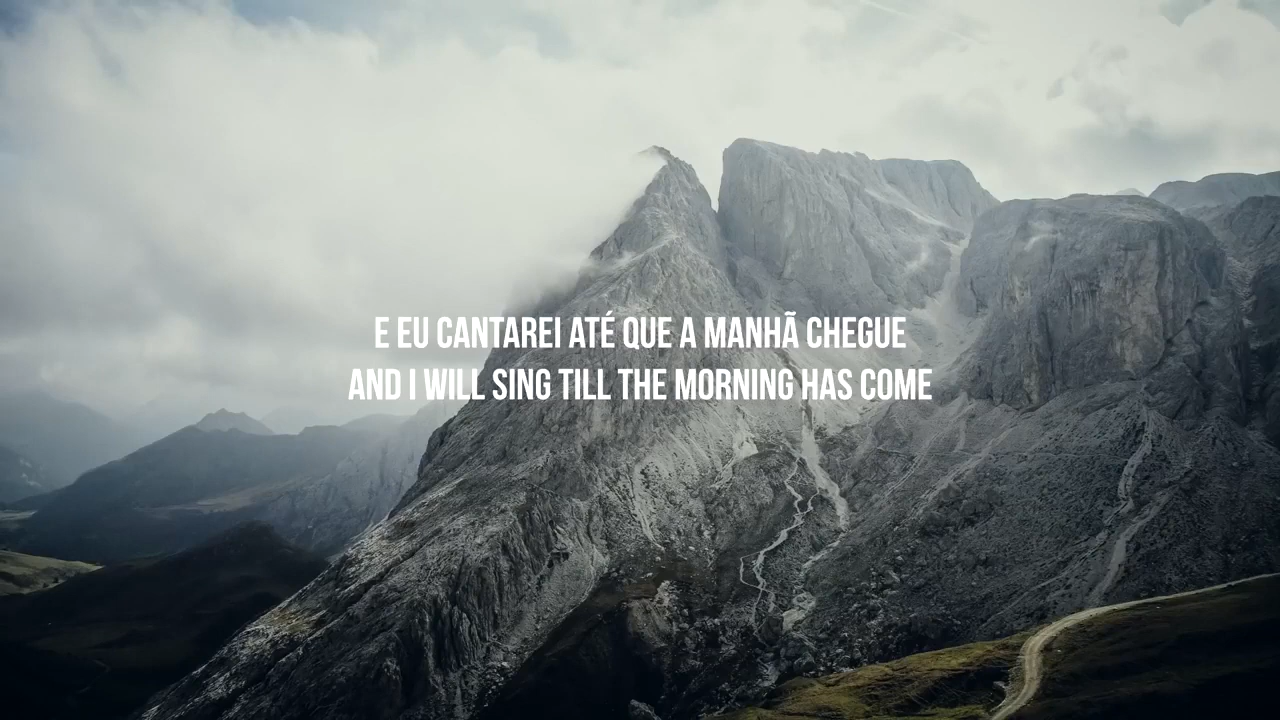 E EU CANTAREI ATÉ QUE A MANHÃ CHEGUE
AND I WILL SING TILL THE MORNING HAS COME